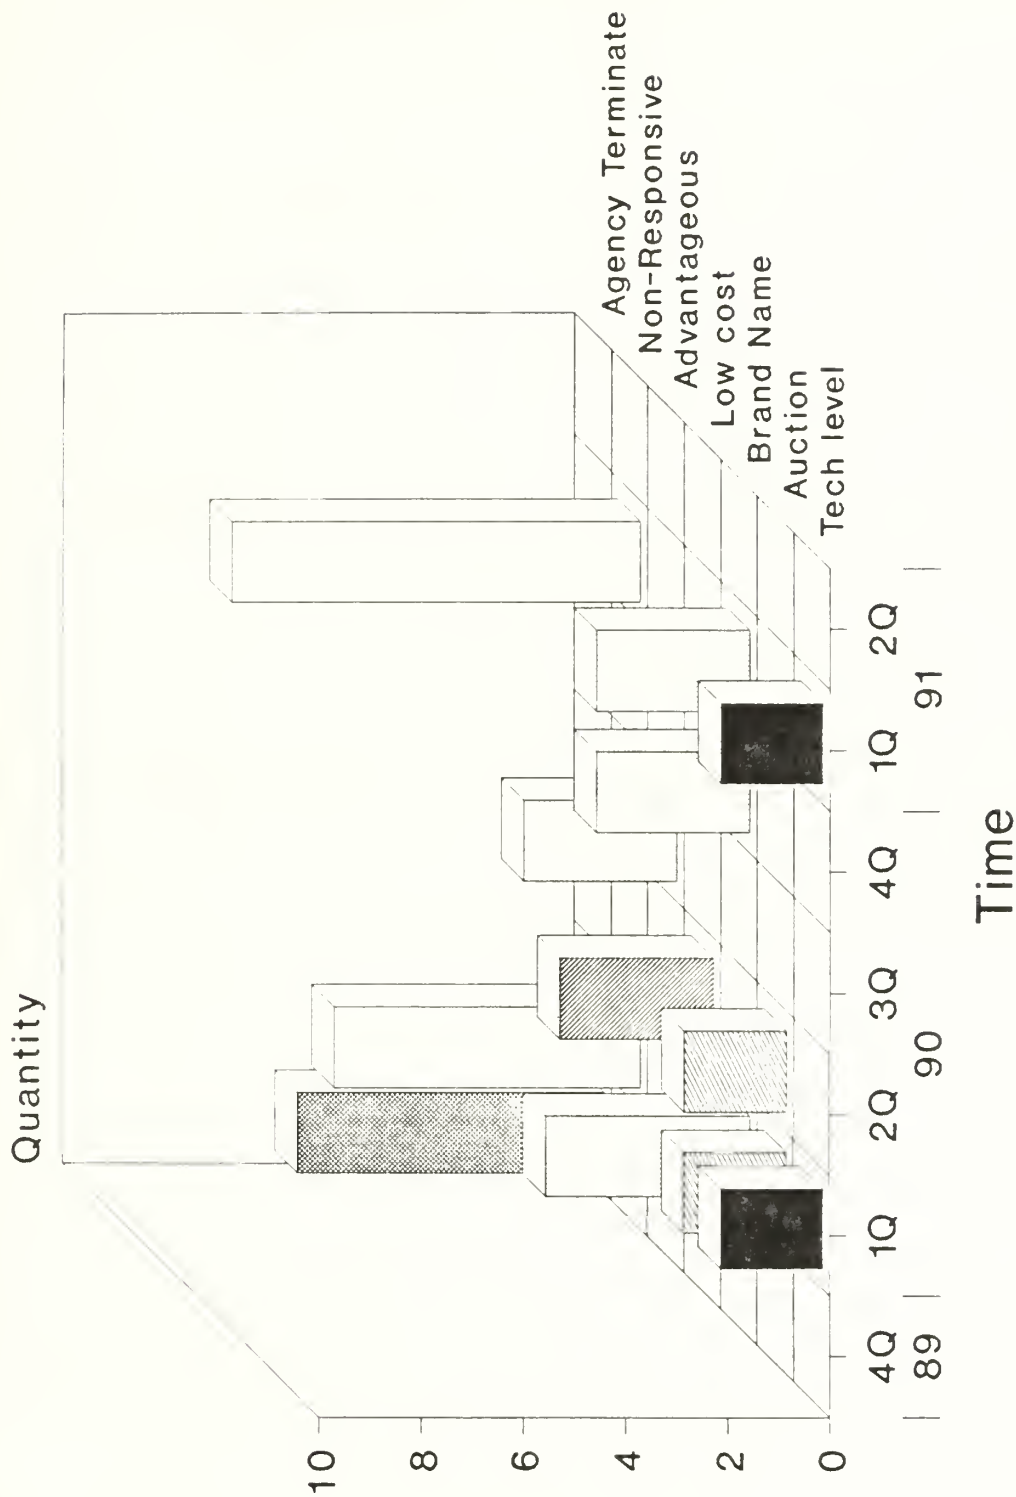 Quantity
10
8
6
4
2
0
Agency Terminate
Non-Responsive
Advantageous
Low cost
Brand Name
Auction
Tech level
4Q 1Q 2Q 3Q 4Q 1Q 2Q
89 90 91
Time